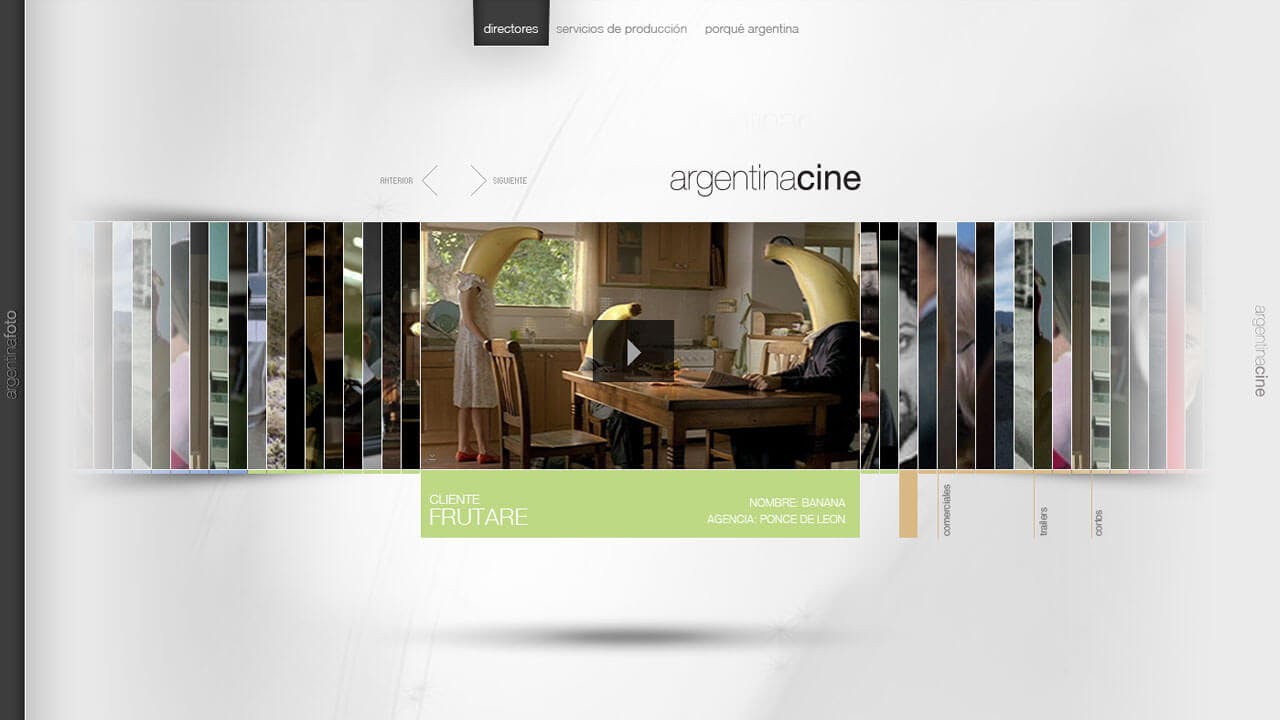 directores servicios de producción porqué argentina
argentinacine
ANTERIOR SIGUIENTE
argentinafoto
argentinacine
CLIENTE
FRUTARE
NOMBRE: BANANA
AGENCIA: PONCE DE LEON
comerciales
trailers
cortos